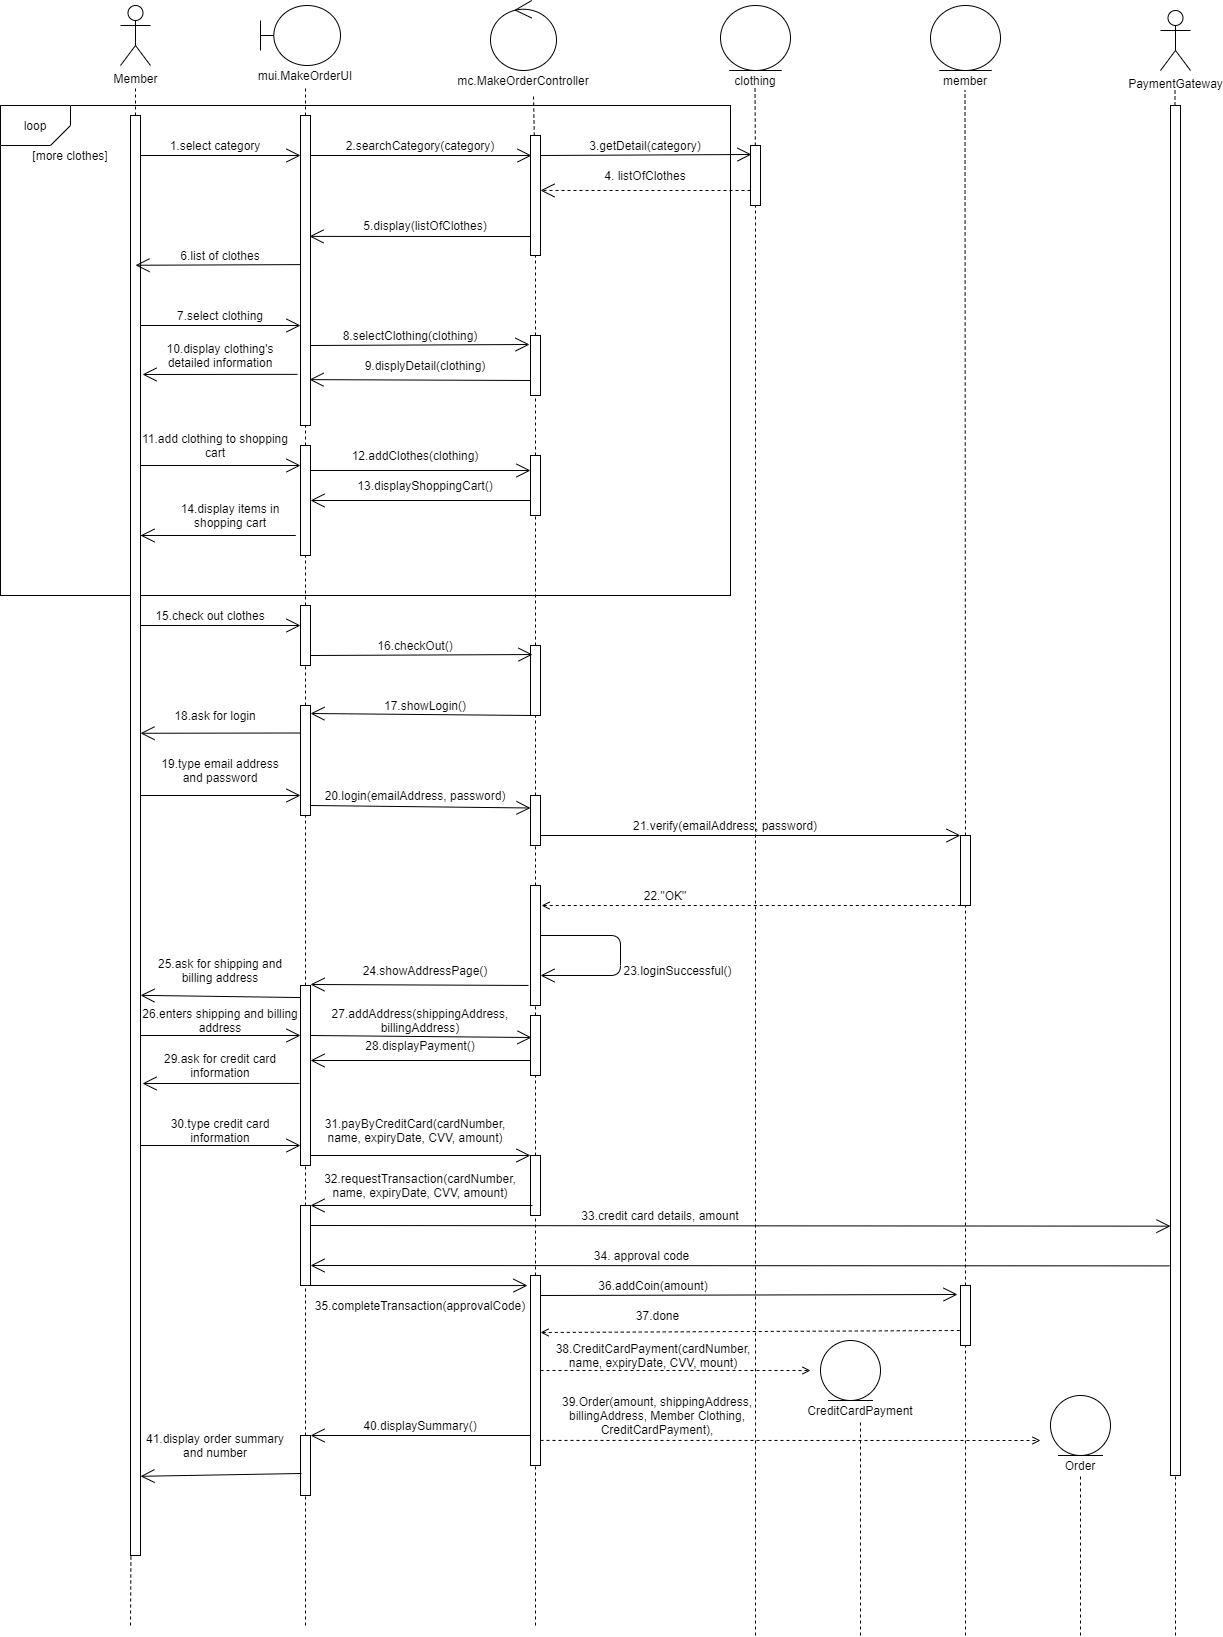 Member
mui.MakeOrderUI
mc.MakeOrderController
clothing
member
PaymentGateway
loop
[more clothes]
1.select category
2.searchCategory(category)
3.getDetail(category)
4. listOfClothes
5.display(listOfClothes)
6.list of clothes
7.select clothing
8.selectClothing(clothing)
10.display clothing's
detailed information
9.displyDetail(clothing)
11.add clothing to shopping
cart
12.addClothes(clothing)
13.displayShoppingCart()
14.display items in
shopping cart
15.check out clothes
16.checkOut()
17.showLogin()
18.ask for login
19.type email address
and password
20.login(emailAddress, password)
21.verify(emailAddress, password)
22."OK"
23.loginSuccessful()
24.showAddressPage()
25.ask for shipping and
billing address
26.enters shipping and billing
address
27.addAddress(shippingAddress,
billingAddress)
28.displayPayment()
29.ask for credit card
information
30.type credit card
information
31.payByCreditCard(cardNumber,
name, expiryDate, CVV, amount)
32.requestTransaction(cardNumber,
name, expiryDate, CVV, amount)
33.credit card details, amount
34. approval code
35.completeTransaction(approvalCode)
36.addCoin(amount)
37.done
38.CreditCardPayment(cardNumber,
name, expiryDate, CVV, mount)
CreditCardPayment
39.Order(amount, shippingAddress,
billingAddress, Member Clothing,
CreditCardPayment),
Order
40.displaySummary()
41.display order summary
and number